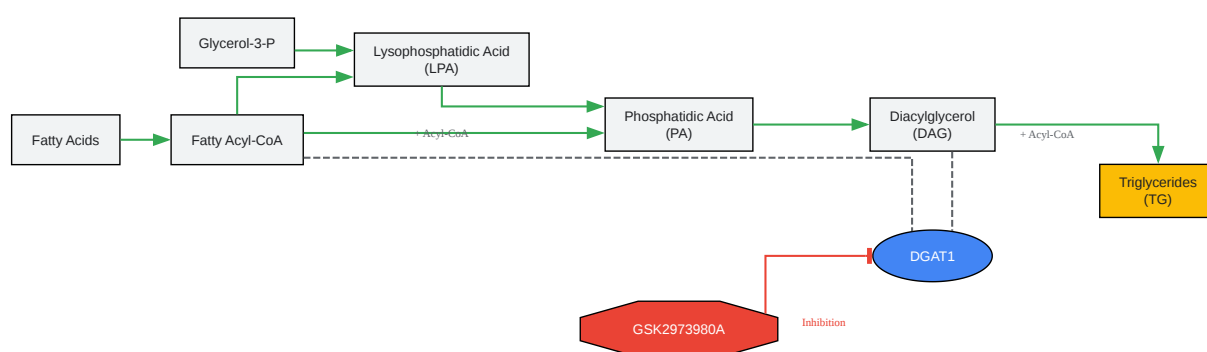 Glycerol-3-P
Lysophosphatidic Acid
(LPA)
Fatty Acids
Fatty Acyl-CoA
+ Acyl-CoA
Phosphatidic Acid
(PA)
Diacylglycerol
(DAG)
+ Acyl-CoA
Triglycerides
(TG)
DGAT1
GSK2973980A
Inhibition